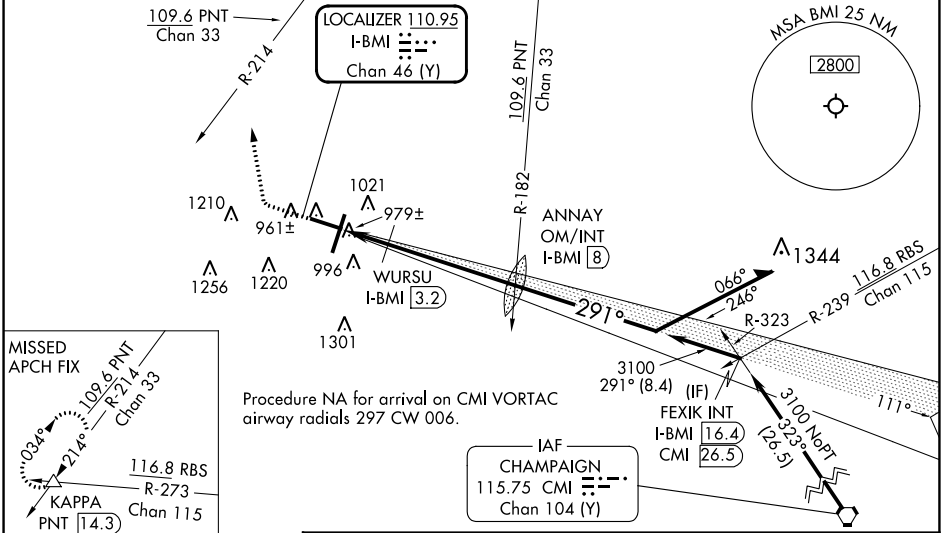 109.6 PNT
Chan 33
R-214
LOCALIZER 110.95
I-BMI
Chan 46 (Y)
109.6 PNT
Chan 33
R-182
MSA BMI 25 NM
2800
1210
961±
1021
979±
1256
1220
996
WURSU
I-BMI 3.2
1301
ANNAY
OM/INT
I-BMI 8
291°
066°
246°
1344
R-239
116.8 RBS
Chan 115
R-323
3100
291° (8.4)
(IF)
FEXIK INT
I-BMI 16.4
CMI 26.5
3100 NoPT
323°
(26.5)
111°
MISSED
APCH FIX
109.6 PNT
R-214
Chan 33
034°
214°
116.8 RBS
R-273
Chan 115
KAPPA
PNT 14.3
Procedure NA for arrival on CMI VORTAC
airway radials 297 CW 006.
IAF
CHAMPAIGN
115.75 CMI
Chan 104 (Y)